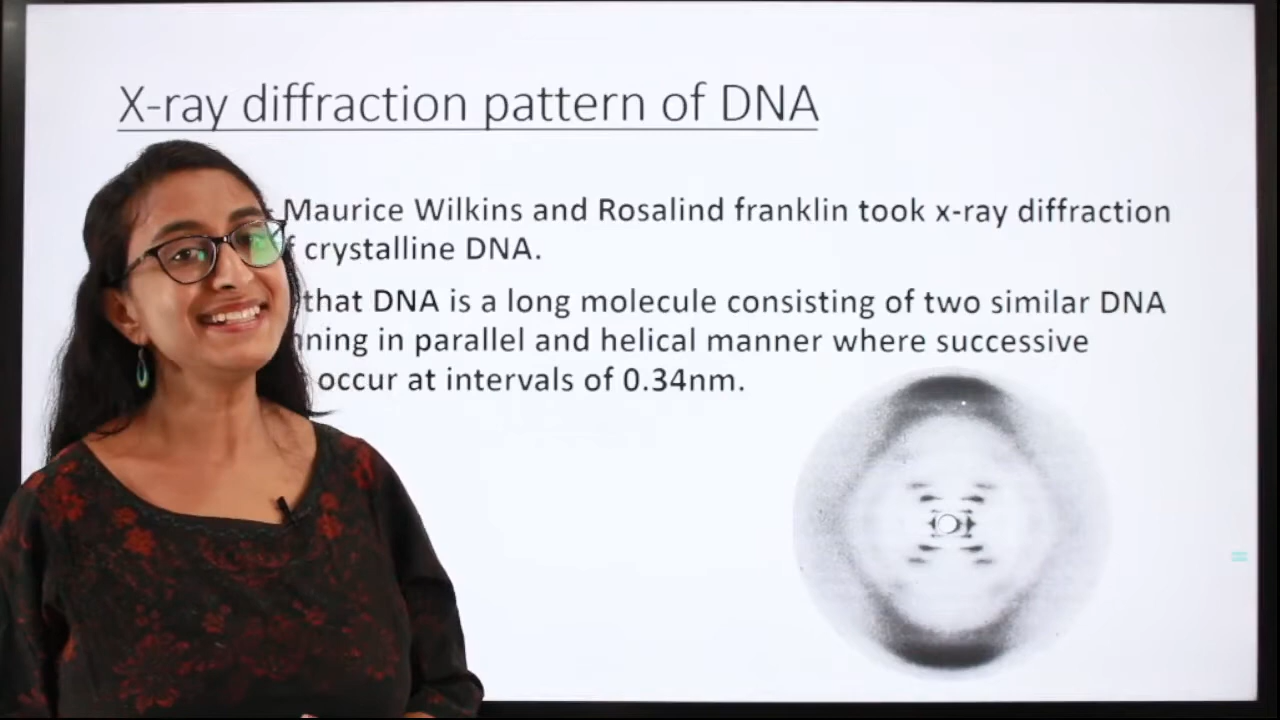 X-ray diffraction pattern of DNA
Maurice Wilkins and Rosalind franklin took x-ray diffraction
crystalline DNA.
that DNA is a long molecule consisting of two similar DNA
in parallel and helical manner where successive
occur at intervals of 0.34nm.